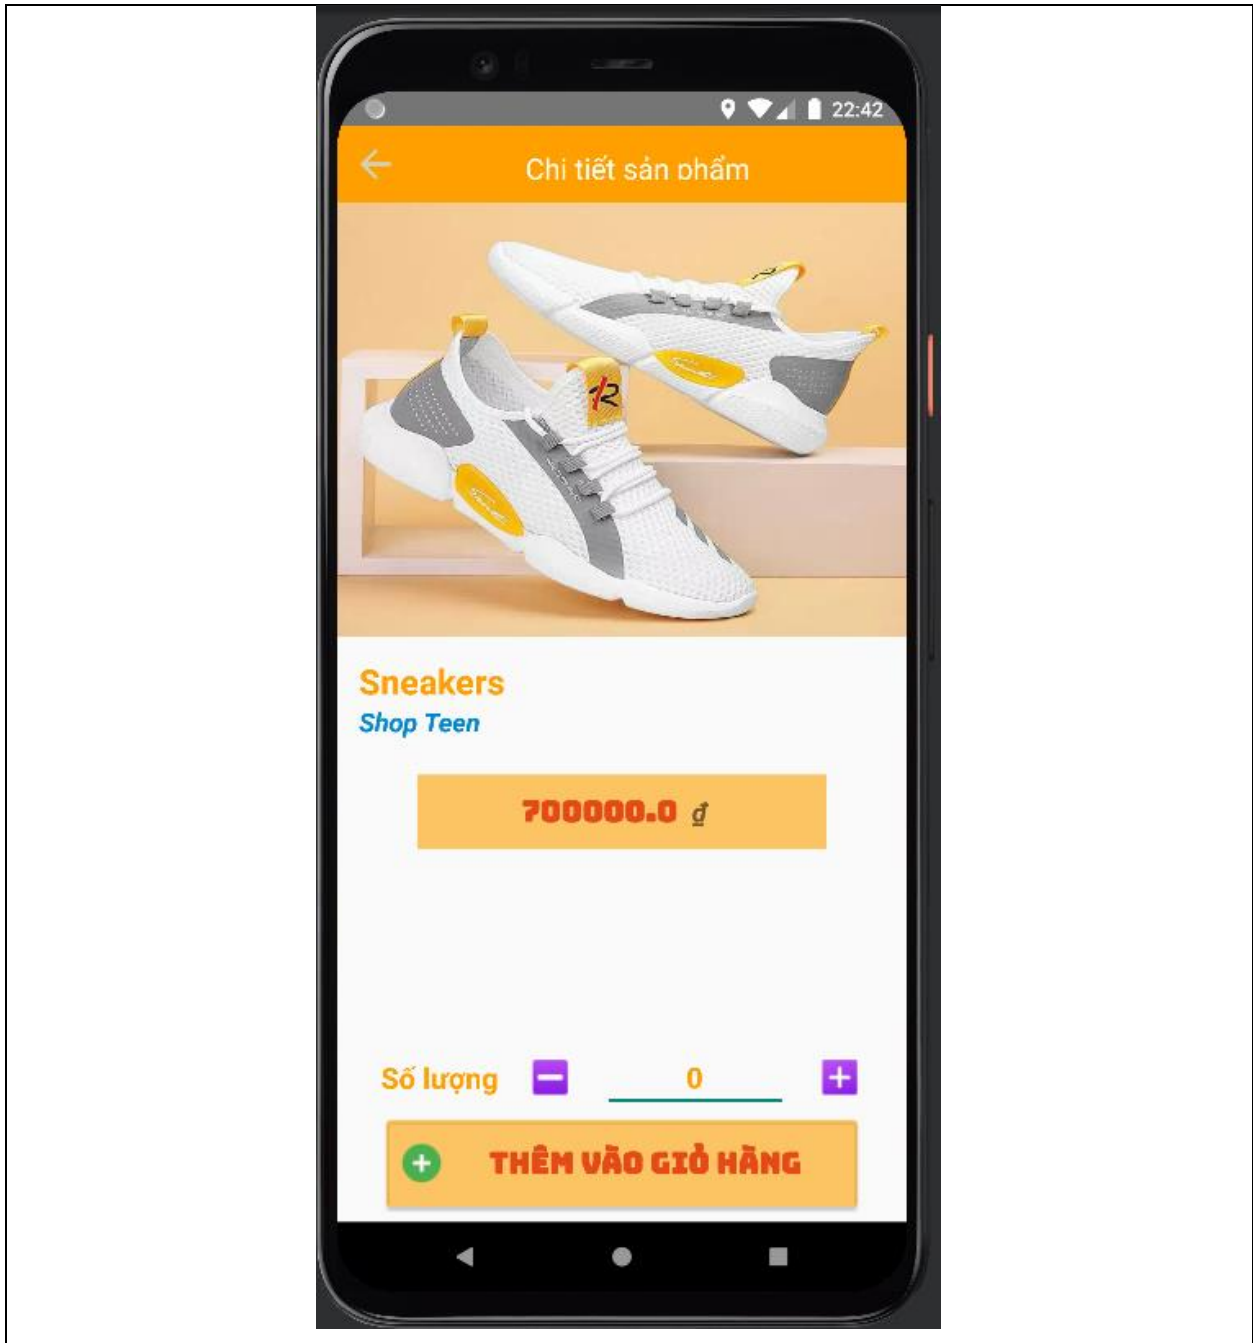 22:42
Chi tiết sản phẩm
Sneakers
Shop Teen
700000.0 đ
Số lượng 0
THÊM VÀO GIỎ HÀNG